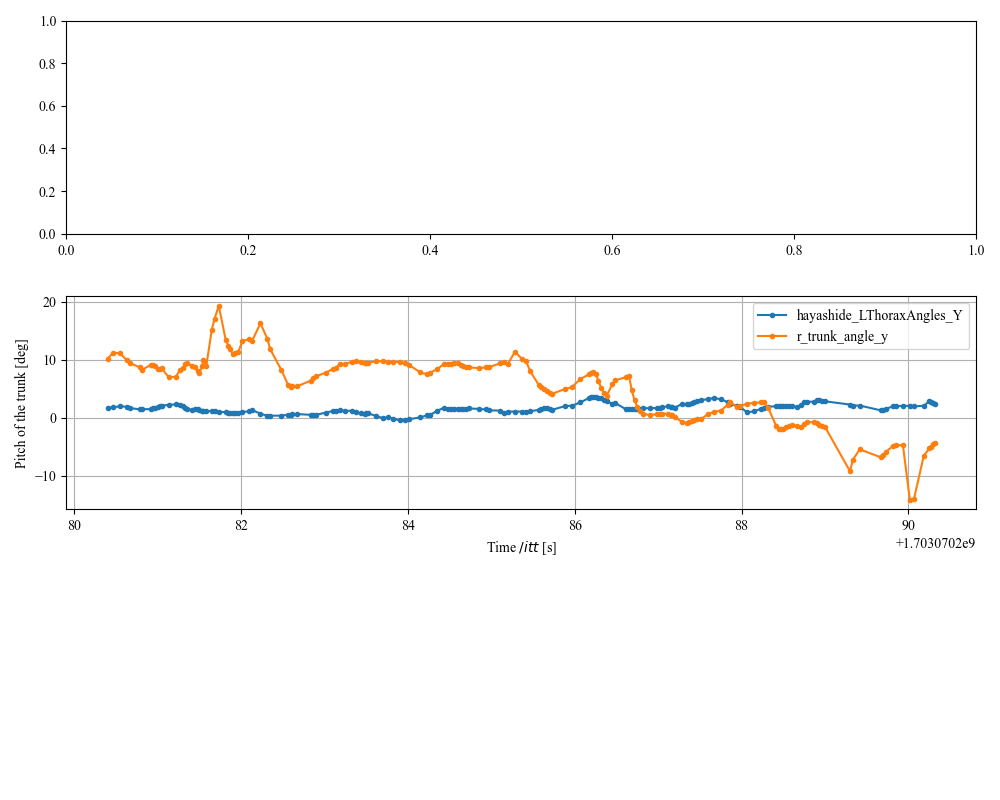 1.0
0.8
0.6
0.4
0.2
0.0
0.0 0.2 0.4 0.6 0.8 1.0
Pitch of the trunk [deg]
20
10
0
−10
hayashide_LThoraxAngles_Y
r_trunk_angle_y
80 82 84 86 88 90
+1.7030702e9
Time /itt [s]